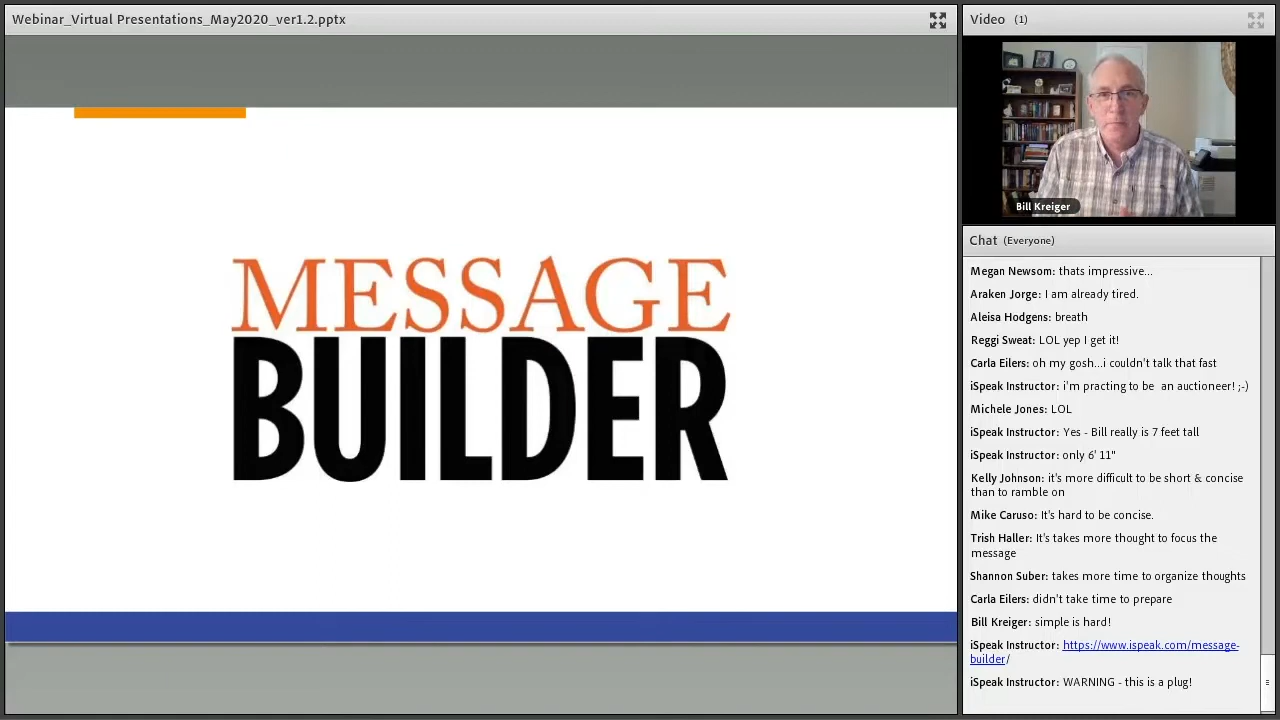 Webinar_Virtual Presentations_May2020_ver1.2.pptx
MESSAGE
BUILDER
Video (1)
Bill Kreiger
Chat (Everyone)
Megan Newsom: thats impressive...
Araken Jorge: I am already tired.
Aleisa Hodgens: breath
Reggi Sweat: LOL yep I get it!
Carla Eilers: oh my gosh...i couldn't talk that fast
iSpeak Instructor: i'm practing to be an auctioneer! ;-)
Michele Jones: LOL
iSpeak Instructor: Yes - Bill really is 7 feet tall
iSpeak Instructor: only 6' 11"
Kelly Johnson: it's more difficult to be short & concise
than to ramble on
Mike Caruso: It's hard to be concise.
Trish Haller: It's takes more thought to focus the
message
Shannon Suber: takes more time to organize thoughts
Carla Eilers: didn't take time to prepare
Bill Kreiger: simple is hard!
iSpeak Instructor: https://www.ispeak.com/message-
builder/
iSpeak Instructor: WARNING - this is a plug!